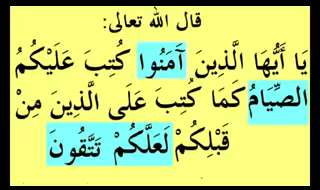 قال الله تعالى:
يَا أَيُّهَا الَّذِينَ آمَنُوا كُتِبَ عَلَيْكُمُ
الصِّيَامُ كَمَا كُتِبَ عَلَى الَّذِينَ مِنْ
قَبْلِكُمْ لَعَلَّكُمْ تَتَّقُونَ